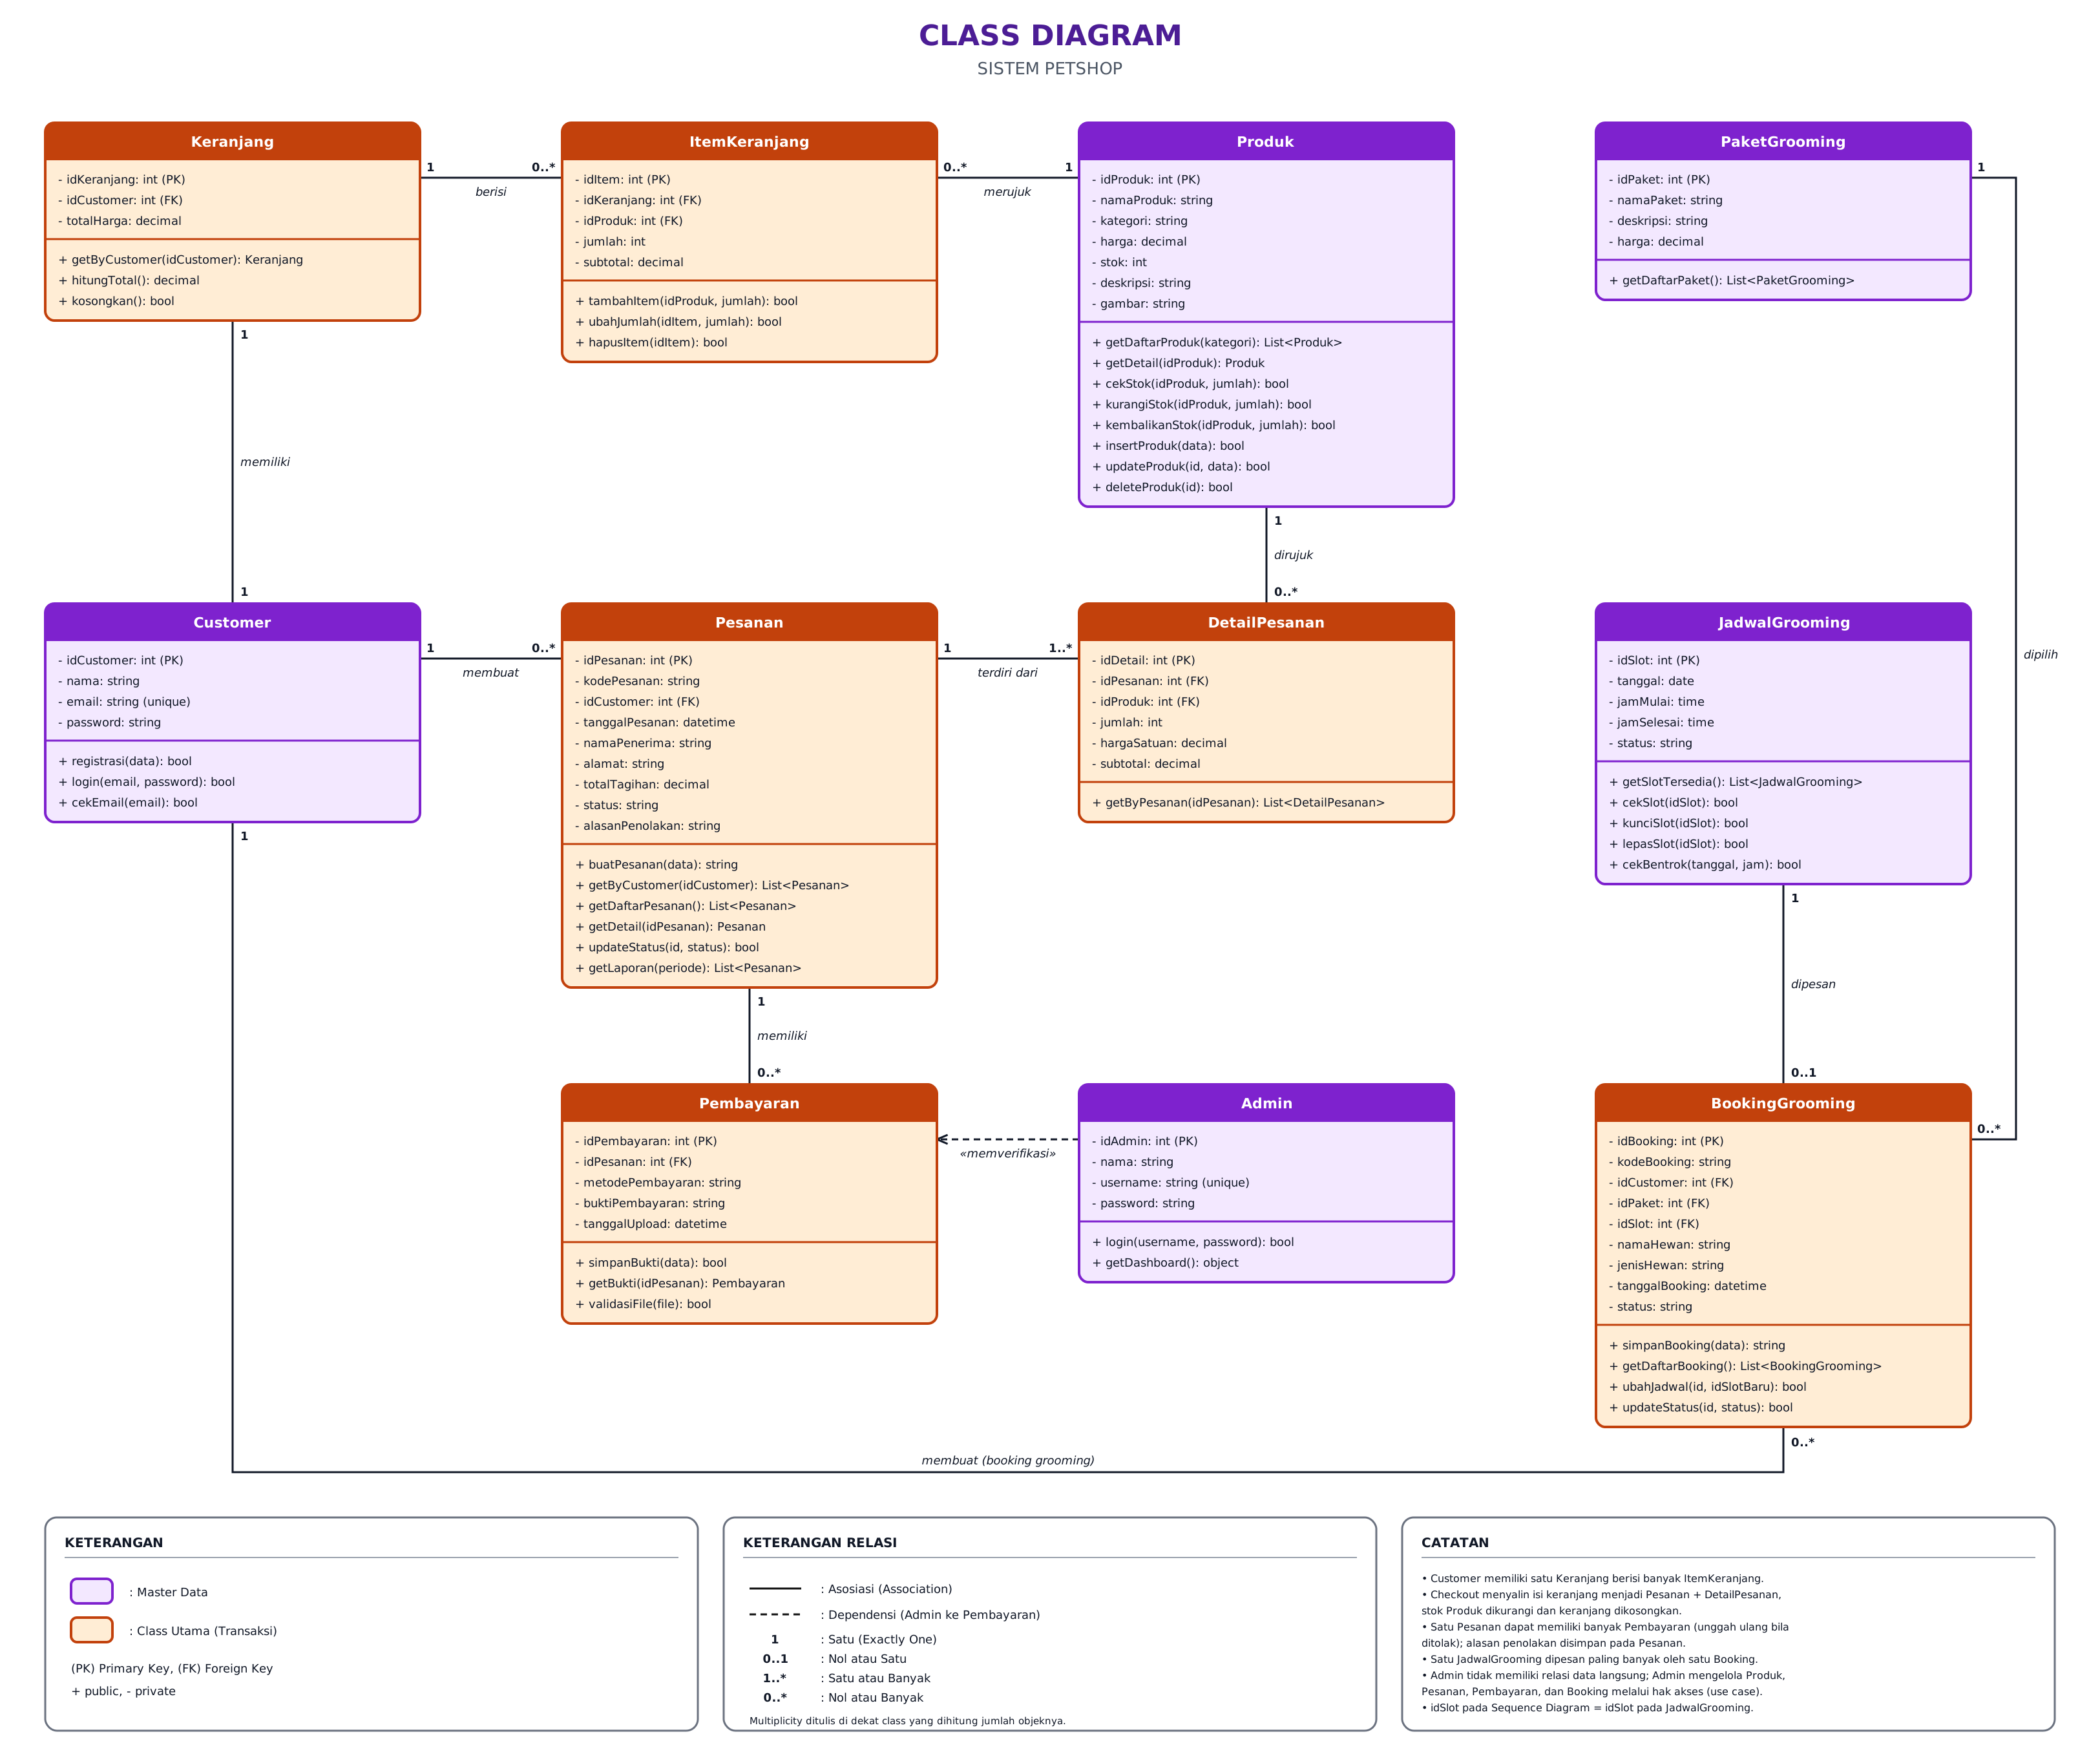 CLASS DIAGRAM
SISTEM PETSHOP
Keranjang
- idKeranjang: int (PK)
- idCustomer: int (FK)
- totalHarga: decimal
+ getByCustomer(idCustomer): Keranjang
+ hitungTotal(): decimal
+ kosongkan(): bool
1
0..*
berisi
ItemKeranjang
- idItem: int (PK)
- idKeranjang: int (FK)
- idProduk: int (FK)
- jumlah: int
- subtotal: decimal
+ tambahItem(idProduk, jumlah): bool
+ ubahJumlah(idItem, jumlah): bool
+ hapusItem(idItem): bool
0..*
1
merujuk
Produk
- idProduk: int (PK)
- namaProduk: string
- kategori: string
- harga: decimal
- stok: int
- deskripsi: string
- gambar: string
+ getDaftarProduk(kategori): List<Produk>
+ getDetail(idProduk): Produk
+ cekStok(idProduk, jumlah): bool
+ kurangiStok(idProduk, jumlah): bool
+ kembalikanStok(idProduk, jumlah): bool
+ insertProduk(data): bool
+ updateProduk(id, data): bool
+ deleteProduk(id): bool
PaketGrooming
- idPaket: int (PK)
- namaPaket: string
- deskripsi: string
- harga: decimal
+ getDaftarPaket(): List<PaketGrooming>
1
dipilih
0..*
1
memiliki
1
1
dirujuk
0..*
Customer
- idCustomer: int (PK)
- nama: string
- email: string (unique)
- password: string
+ registrasi(data): bool
+ login(email, password): bool
+ cekEmail(email): bool
1
0..*
membuat
Pesanan
- idPesanan: int (PK)
- kodePesanan: string
- idCustomer: int (FK)
- tanggalPesanan: datetime
- namaPenerima: string
- alamat: string
- totalTagihan: decimal
- status: string
- alasanPenolakan: string
+ buatPesanan(data): string
+ getByCustomer(idCustomer): List<Pesanan>
+ getDaftarPesanan(): List<Pesanan>
+ getDetail(idPesanan): Pesanan
+ updateStatus(id, status): bool
+ getLaporan(periode): List<Pesanan>
1
1..*
terdiri dari
DetailPesanan
- idDetail: int (PK)
- idPesanan: int (FK)
- idProduk: int (FK)
- jumlah: int
- hargaSatuan: decimal
- subtotal: decimal
+ getByPesanan(idPesanan): List<DetailPesanan>
JadwalGrooming
- idSlot: int (PK)
- tanggal: date
- jamMulai: time
- jamSelesai: time
- status: string
+ getSlotTersedia(): List<JadwalGrooming>
+ cekSlot(idSlot): bool
+ kunciSlot(idSlot): bool
+ lepasSlot(idSlot): bool
+ cekBentrok(tanggal, jam): bool
1
1
memiliki
0..*
1
dipesan
0..1
Pembayaran
- idPembayaran: int (PK)
- idPesanan: int (FK)
- metodePembayaran: string
- buktiPembayaran: string
- tanggalUpload: datetime
+ simpanBukti(data): bool
+ getBukti(idPesanan): Pembayaran
+ validasiFile(file): bool
«memverifikasi»
Admin
- idAdmin: int (PK)
- nama: string
- username: string (unique)
- password: string
+ login(username, password): bool
+ getDashboard(): object
BookingGrooming
- idBooking: int (PK)
- kodeBooking: string
- idCustomer: int (FK)
- idPaket: int (FK)
- idSlot: int (FK)
- namaHewan: string
- jenisHewan: string
- tanggalBooking: datetime
- status: string
+ simpanBooking(data): string
+ getDaftarBooking(): List<BookingGrooming>
+ ubahJadwal(id, idSlotBaru): bool
+ updateStatus(id, status): bool
0..*
membuat (booking grooming)
KETERANGAN
: Master Data
: Class Utama (Transaksi)
(PK) Primary Key, (FK) Foreign Key
+ public, - private
KETERANGAN RELASI
: Asosiasi (Association)
: Dependensi (Admin ke Pembayaran)
1 : Satu (Exactly One)
0..1 : Nol atau Satu
1..* : Satu atau Banyak
0..* : Nol atau Banyak
Multiplicity ditulis di dekat class yang dihitung jumlah objeknya.
CATATAN
• Customer memiliki satu Keranjang berisi banyak ItemKeranjang.
• Checkout menyalin isi keranjang menjadi Pesanan + DetailPesanan,
stok Produk dikurangi dan keranjang dikosongkan.
• Satu Pesanan dapat memiliki banyak Pembayaran (unggah ulang bila
ditolak); alasan penolakan disimpan pada Pesanan.
• Satu JadwalGrooming dipesan paling banyak oleh satu Booking.
• Admin tidak memiliki relasi data langsung; Admin mengelola Produk,
Pesanan, Pembayaran, dan Booking melalui hak akses (use case).
• idSlot pada Sequence Diagram = idSlot pada JadwalGrooming.